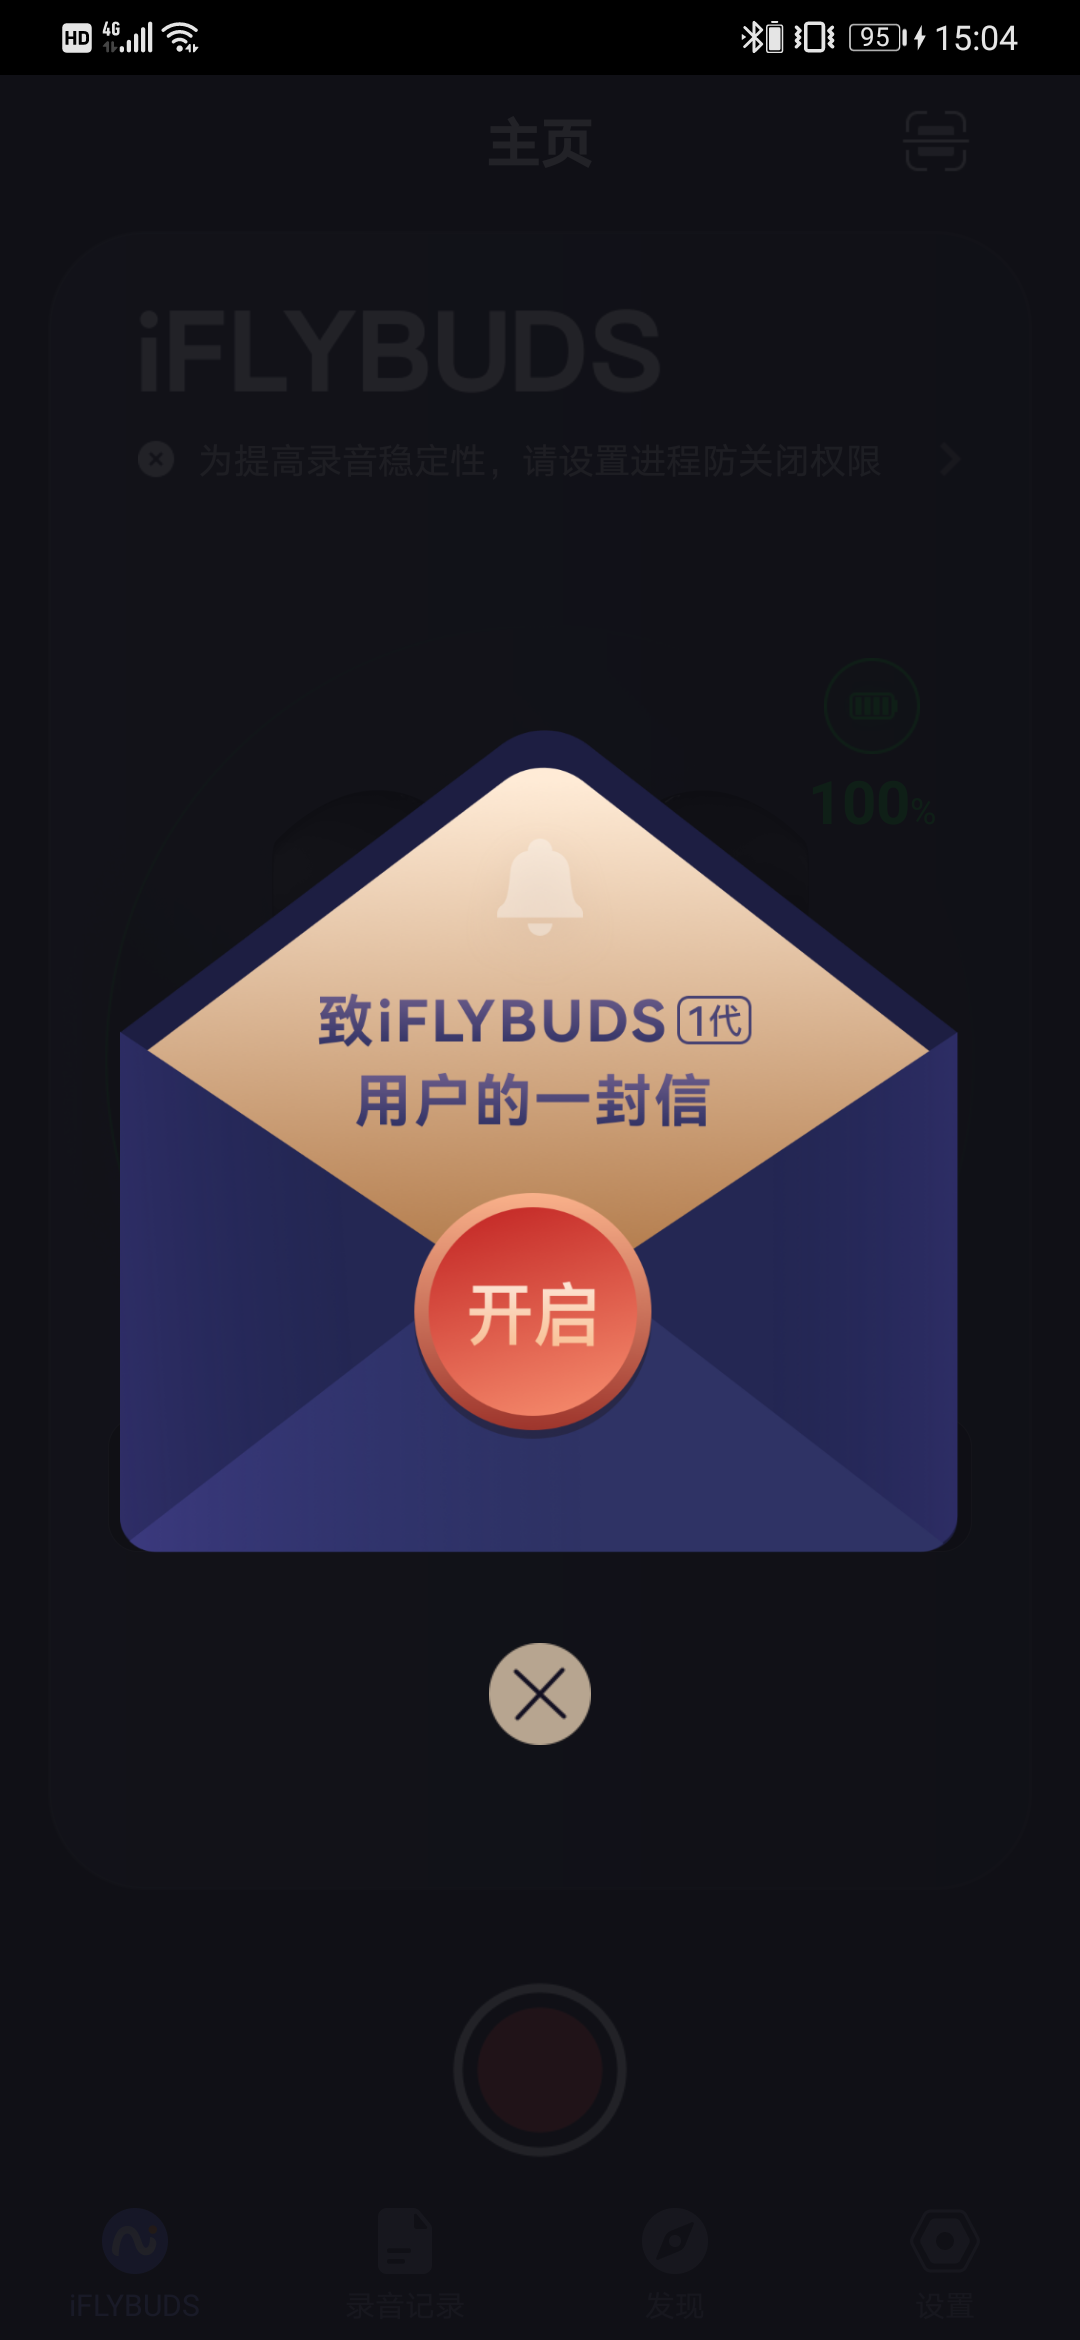 HD 4G 95 15:04
主页
iFLYBUDS
为提高录音稳定性，请设置进程防关闭权限
100%
致iFLYBUDS 1代
用户的一封信
开启
iFLYBUDS 录音记录 发现 设置